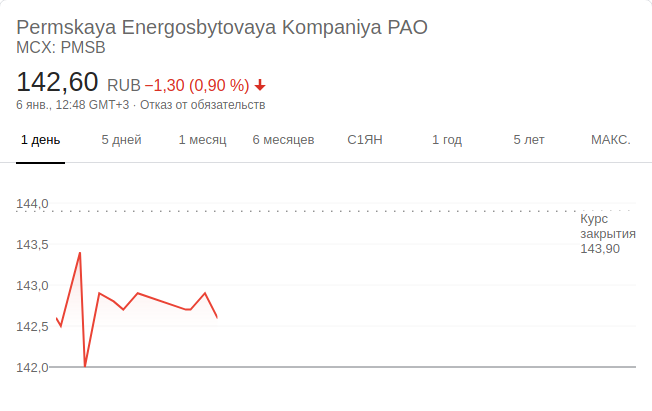 Permskaya Energosbytovaya Kompaniya PAO
MCX: PMSB
142,60 RUB −1,30 (0,90 %)
6 янв., 12:48 GMT+3 · Отказ от обязательств
1 день 5 дней 1 месяц 6 месяцев С1ЯН 1 год 5 лет МАКС.
144,0
Курс
закрытия
143,90
143,5
143,0
142,5
142,0